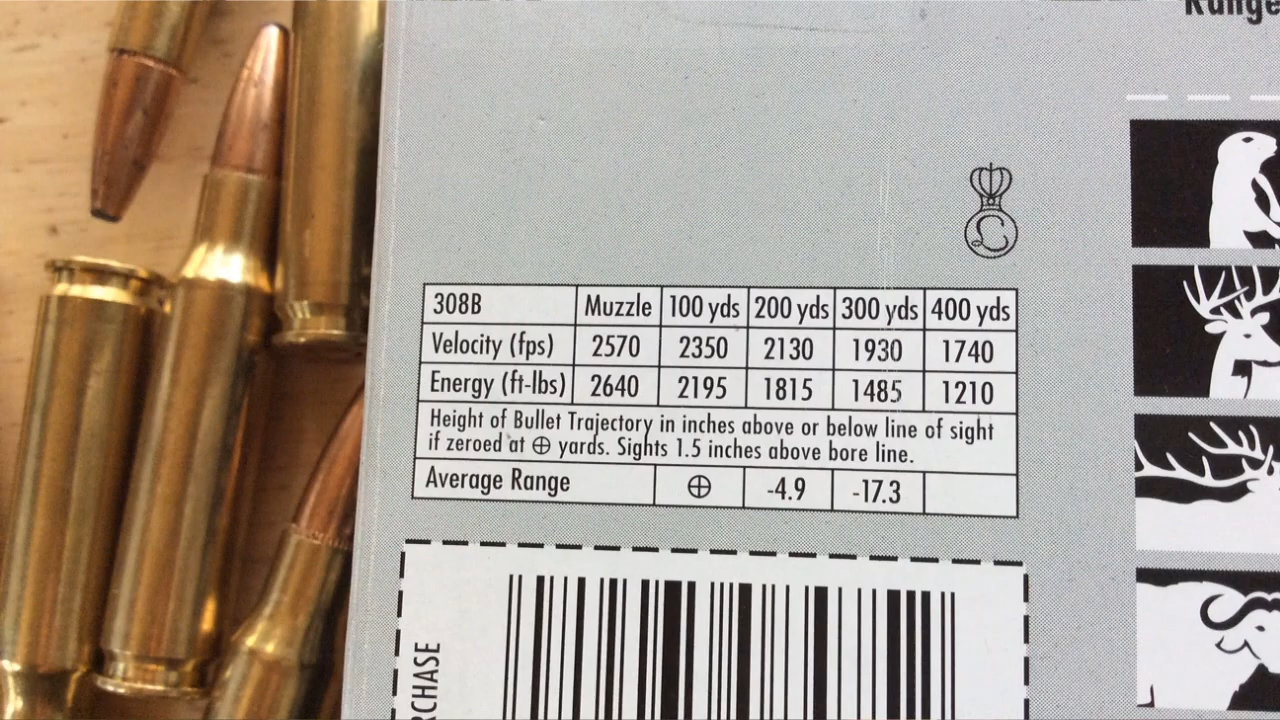 Range
308B Muzzle 100 yds 200 yds 300 yds 400 yds
Velocity (fps) 2570 2350 2130 1930 1740
Energy (ft-lbs) 2640 2195 1815 1485 1210
Height of Bullet Trajectory in inches above or below line of sight
if zeroed at ⊕ yards. Sights 1.5 inches above bore line.
Average Range ⊕ -4.9 -17.3
RCHASE